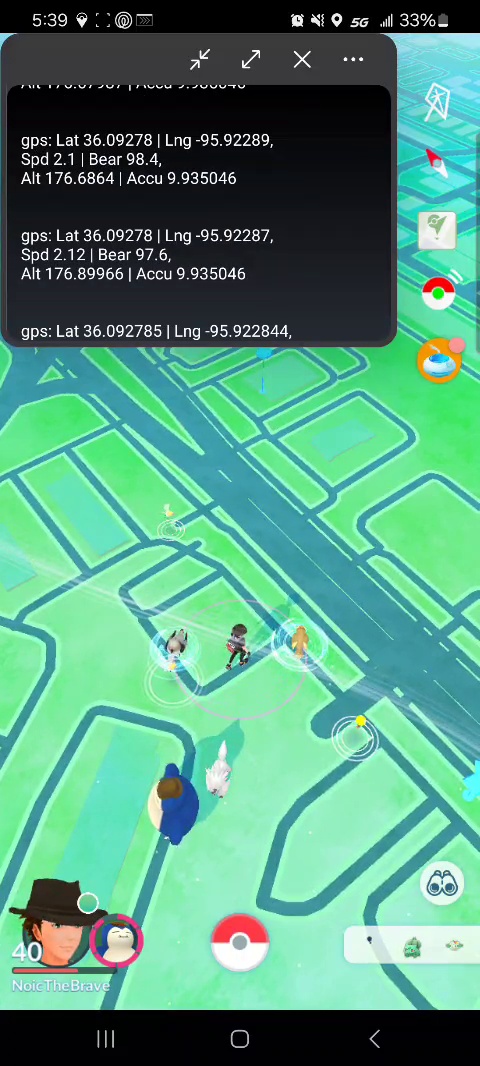 5:39
5G
33%
Alt 176.67987 | Accu 9.935046
gps: Lat 36.09278 | Lng -95.92289,
Spd 2.1 | Bear 98.4,
Alt 176.6864 | Accu 9.935046
gps: Lat 36.09278 | Lng -95.92287,
Spd 2.12 | Bear 97.6,
Alt 176.89966 | Accu 9.935046
gps: Lat 36.092785 | Lng -95.922844,
40
NoicTheBrave